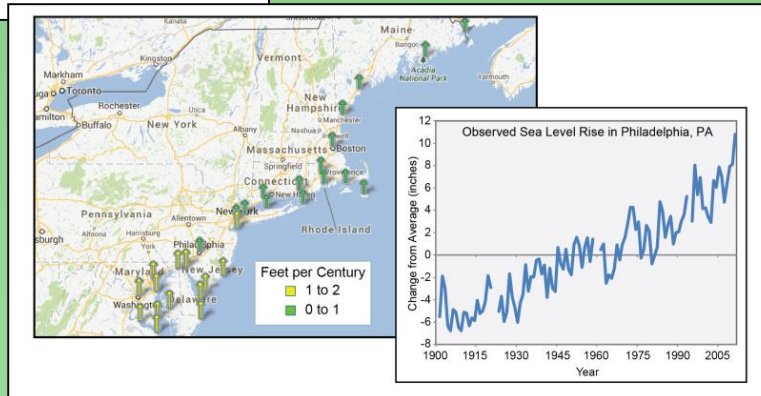 Maine
Bangor
Vermont
Kingston
Acadia
National Park
Yarmouth
Markham
Toronto
Rochester
Utica
New
Hampshire
Manchester
Hamilton
Buffalo
New York
Albany
Nashua
Lowell
Massachusetts
Boston
Springfield
Providence
Connecticut
New Haven
Pennsylvania
New York
Rhode Island
Allentown
Altoona
Harrisburg
York
Philadelphia
Maryland
New Jersey
Washington
Delaware
Feet per Century
1 to 2
0 to 1
Observed Sea Level Rise in Philadelphia, PA
Change from Average (inches)
12
10
8
6
4
2
0
-2
-4
-6
-8
1900 1915 1930 1945 1960 1975 1990 2005
Year